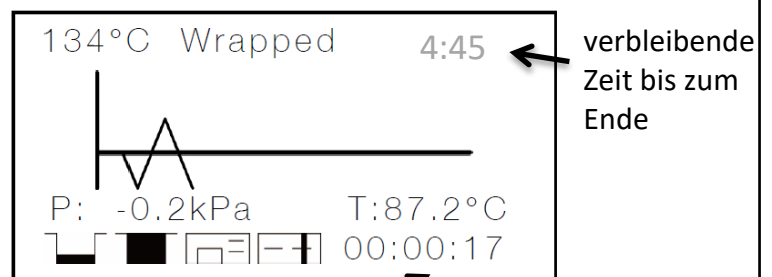 134°C Wrapped 4:45
verbleibende
Zeit bis zum
Ende
P: -0.2kPa T:87.2°C
00:00:17